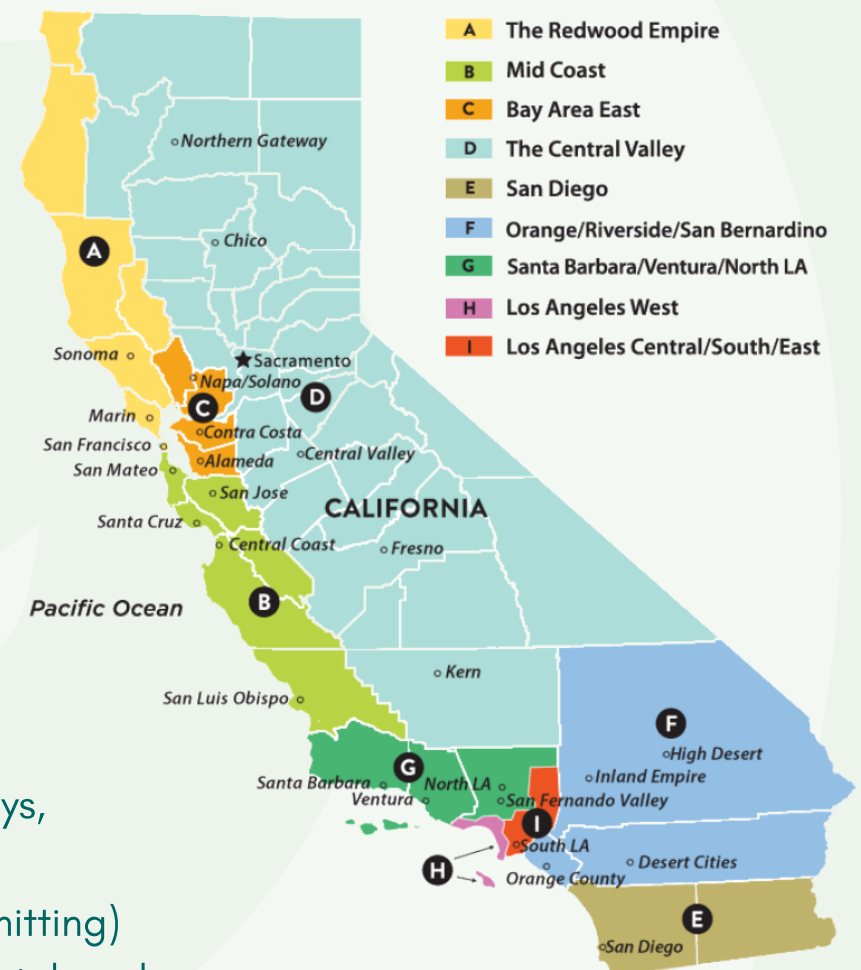 A The Redwood Empire
B Mid Coast
C Bay Area East
D The Central Valley
E San Diego
F Orange/Riverside/San Bernardino
G Santa Barbara/Ventura/North LA
H Los Angeles West
I Los Angeles Central/South/East
Northern Gateway
A
Chico
Sonoma
Sacramento
Napa/Solano
D
C
Marin
Contra Costa
San Francisco
Central Valley
Alameda
San Mateo
San Jose
CALIFORNIA
Santa Cruz
Central Coast
Fresno
B
Pacific Ocean
Kern
San Luis Obispo
F
High Desert
G
Inland Empire
Santa Barbara
North LA
Ventura
San Fernando Valley
I
South LA
H
Desert Cities
Orange County
E
San Diego
ys,
nitting)